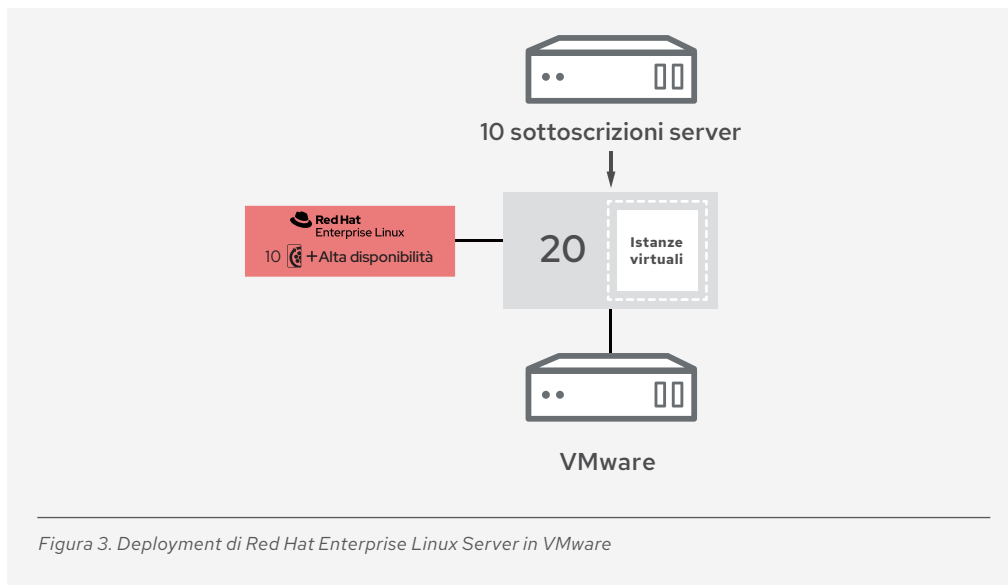 10 sottoscrizioni server
Red Hat
Enterprise Linux
10 +Alta disponibilità
20
Istanze
virtuali
VMware
Figura 3. Deployment di Red Hat Enterprise Linux Server in VMware